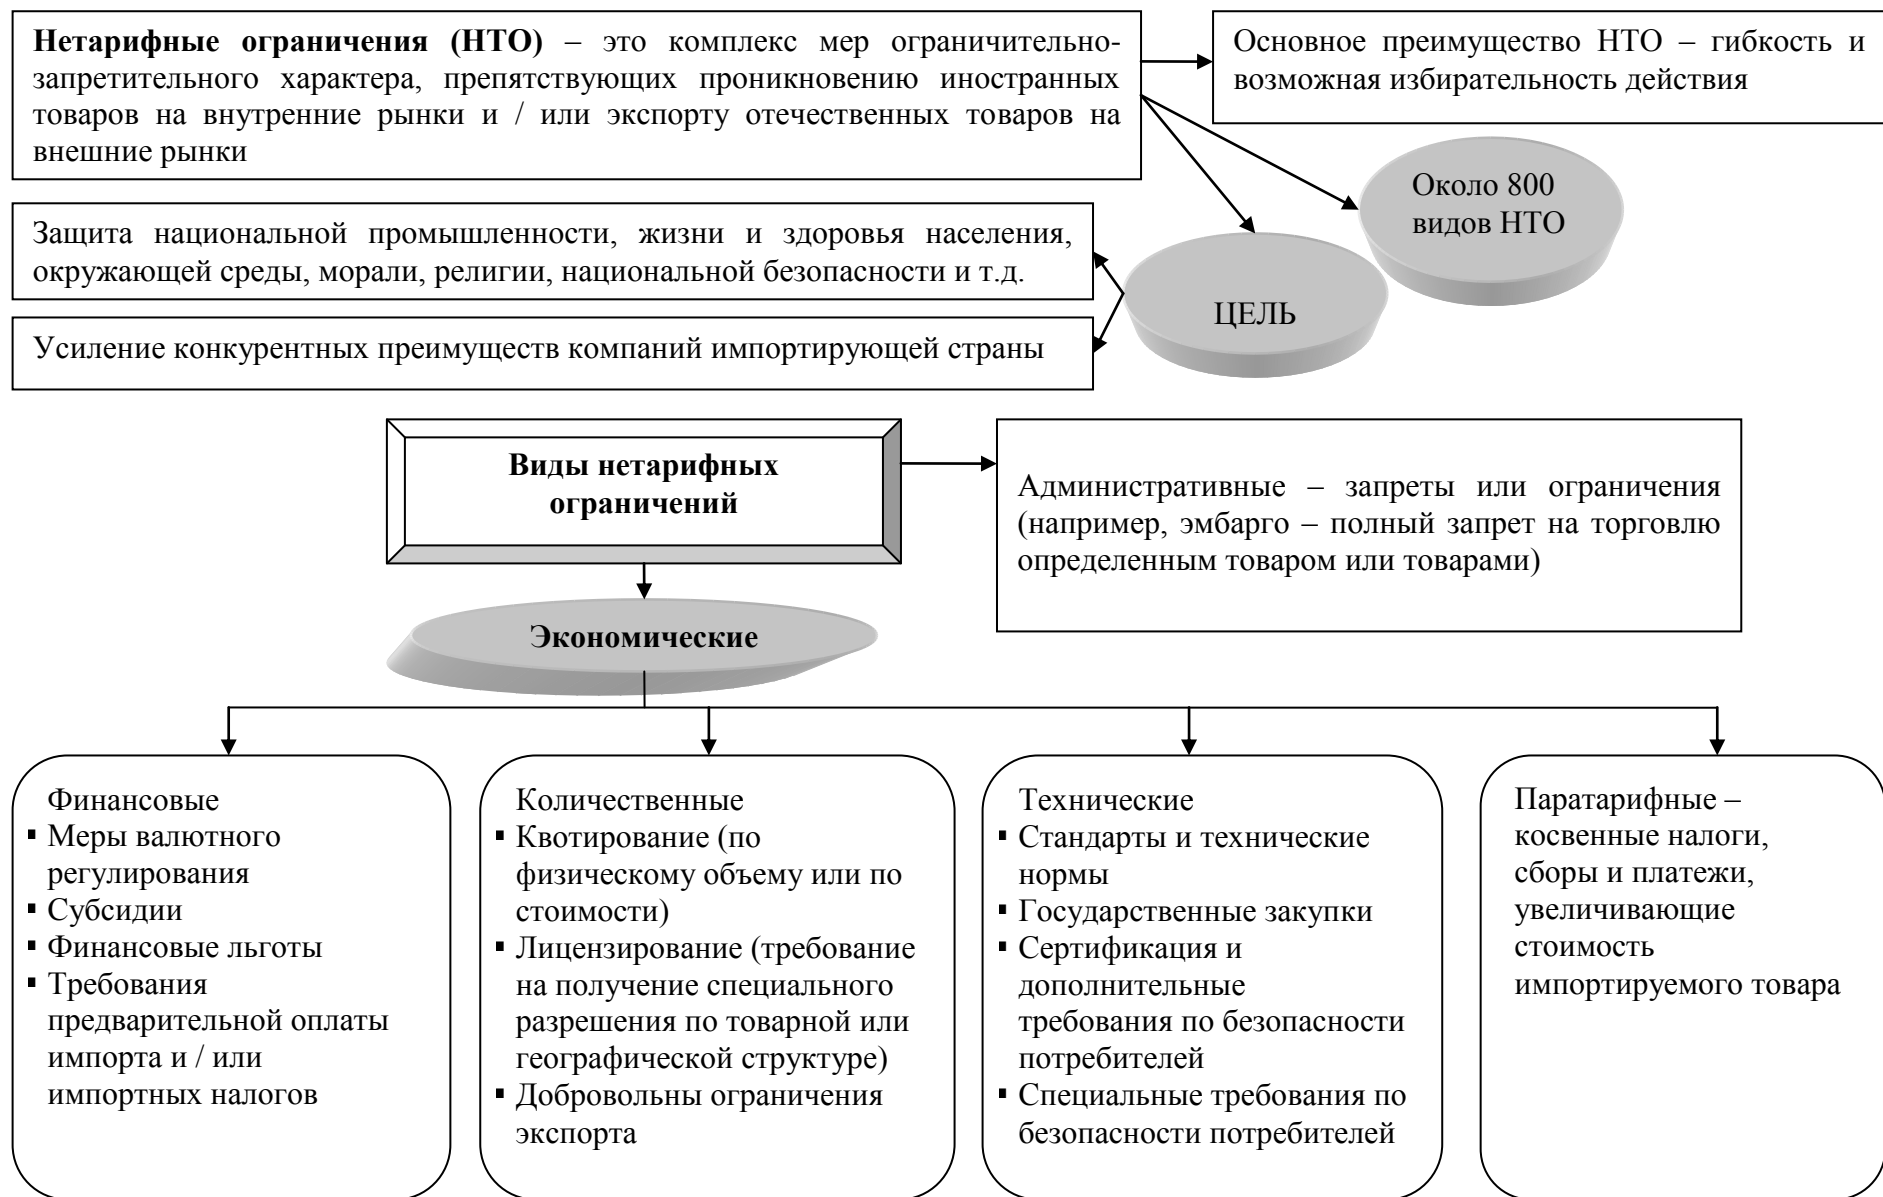 Нетарифные ограничения (НТО) – это комплекс мер ограничительно-
запретительного характера, препятствующих проникновению иностранных
товаров на внутренние рынки и / или экспорту отечественных товаров на
внешние рынки
Основное преимущество НТО – гибкость и
возможная избирательность действия
Около 800
видов НТО
Защита национальной промышленности, жизни и здоровья населения,
окружающей среды, морали, религии, национальной безопасности и т.д.
ЦЕЛЬ
Усиление конкурентных преимуществ компаний импортирующей страны
Виды нетарифных
ограничений
Административные – запреты или ограничения
(например, эмбарго – полный запрет на торговлю
определенным товаром или товарами)
Экономические
Финансовые
▪ Меры валютного
регулирования
▪ Субсидии
▪ Финансовые льготы
▪ Требования
предварительной оплаты
импорта и / или
импортных налогов
Количественные
▪ Квотирование (по
физическому объему или по
стоимости)
▪ Лицензирование (требование
на получение специального
разрешения по товарной или
географической структуре)
▪ Добровольны ограничения
экспорта
Технические
▪ Стандарты и технические
нормы
▪ Государственные закупки
▪ Сертификация и
дополнительные
требования по безопасности
потребителей
▪ Специальные требования по
безопасности потребителей
Паратарифные –
косвенные налоги,
сборы и платежи,
увеличивающие
стоимость
импортируемого товара